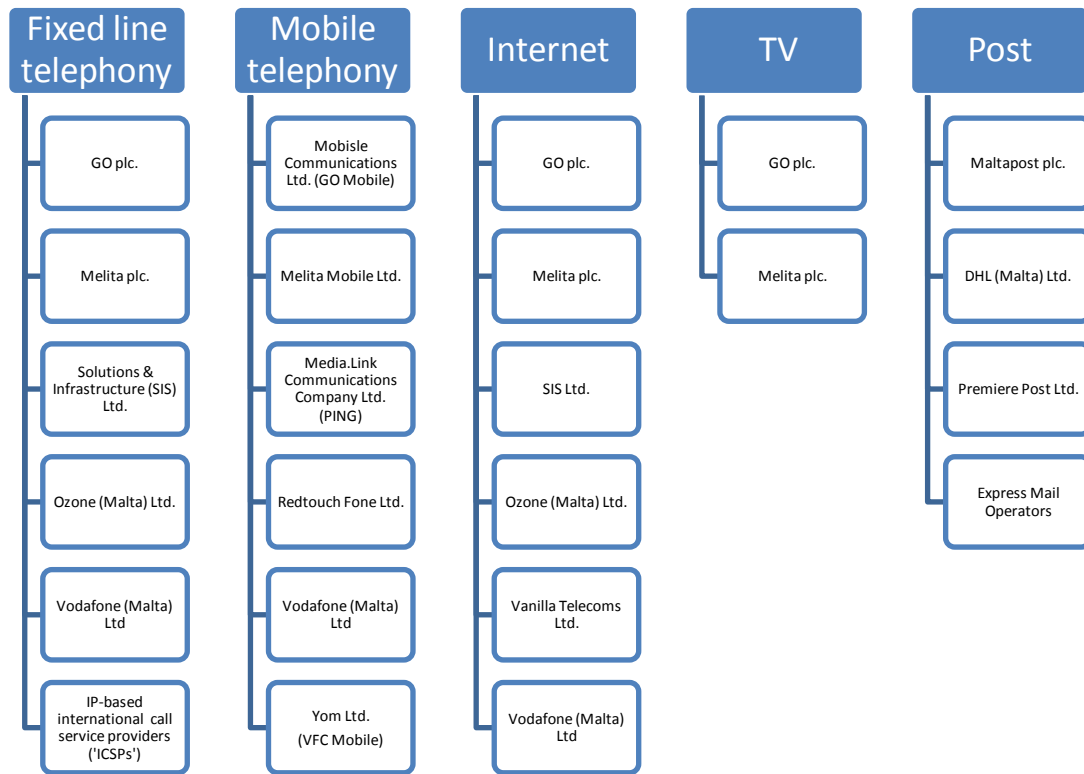 Fixed line
telephony
GO plc.
Melita plc.
Solutions &
Infrastructure (SIS)
Ltd.
Ozone (Malta) Ltd.
Vodafone (Malta)
Ltd
IP-based
international call
service providers
('ICSPs')
Mobile
telephony
Mobisle
Communications
Ltd. (GO Mobile)
Melita Mobile Ltd.
Media.Link
Communications
Company Ltd.
(PING)
Redtouch Fone Ltd.
Vodafone (Malta)
Ltd
Yom Ltd.
(VFC Mobile)
Internet
GO plc.
Melita plc.
SIS Ltd.
Ozone (Malta) Ltd.
Vanilla Telecoms
Ltd.
Vodafone (Malta)
Ltd
TV
GO plc.
Melita plc.
Post
Maltapost plc.
DHL (Malta) Ltd.
Premiere Post Ltd.
Express Mail
Operators